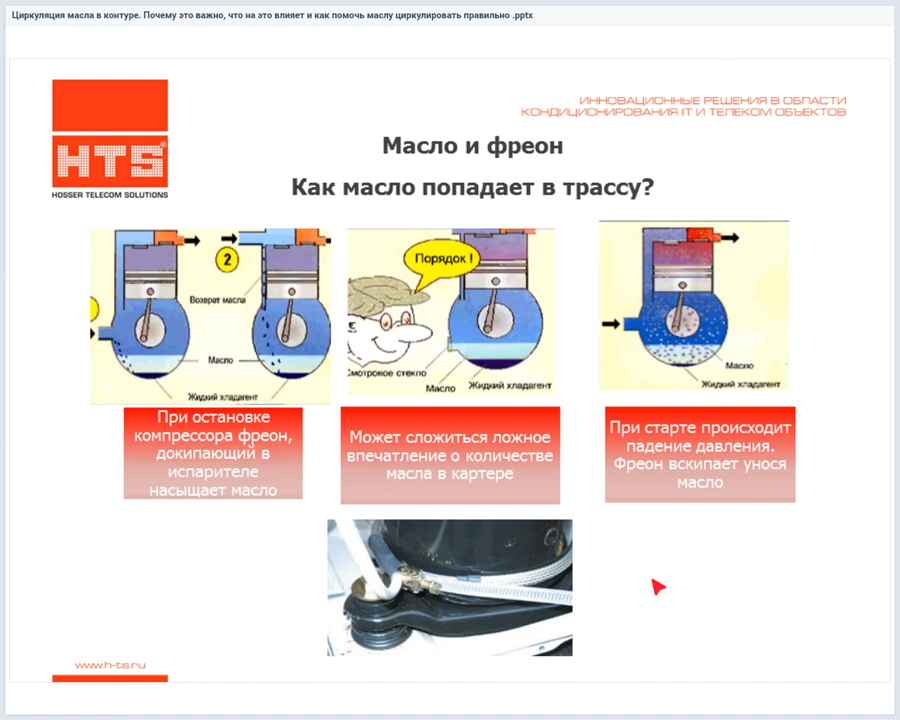 Циркуляция масла в контуре. Почему это важно, что на это влияет и как помочь маслу циркулировать правильно .pptx
ИННОВАЦИОННЫЕ РЕШЕНИЯ В ОБЛАСТИ
КОНДИЦИОНИРОВАНИЯ IT И ТЕЛЕКОМ ОБЪЕКТОВ
HTS®
HOSSER TELECOM SOLUTIONS
Масло и фреон
Как масло попадает в трассу?
2
Возврат масла
Масло
Жидкий хладагент
Порядок !
Смотровое стекло
Масло
Жидкий хладагент
Масло
Жидкий хладагент
При остановке
компрессора фреон,
докипающий в
испарителе
насыщает масло
Может сложиться ложное
впечатление о количестве
масла в картере
При старте происходит
падение давления.
Фреон вскипает унося
масло
www.h-ts.ru